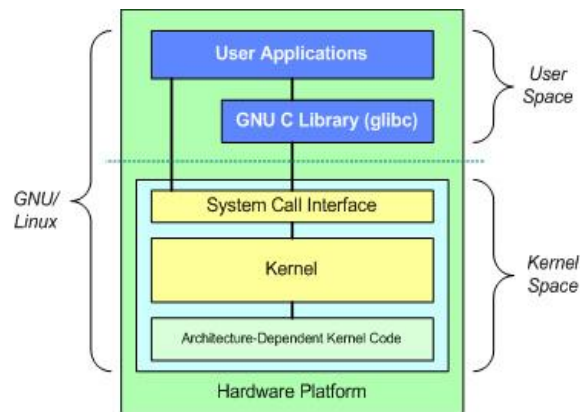 User Applications
GNU C Library (glibc)
User
Space
GNU/
Linux
System Call Interface
Kernel
Architecture-Dependent Kernel Code
Kernel
Space
Hardware Platform